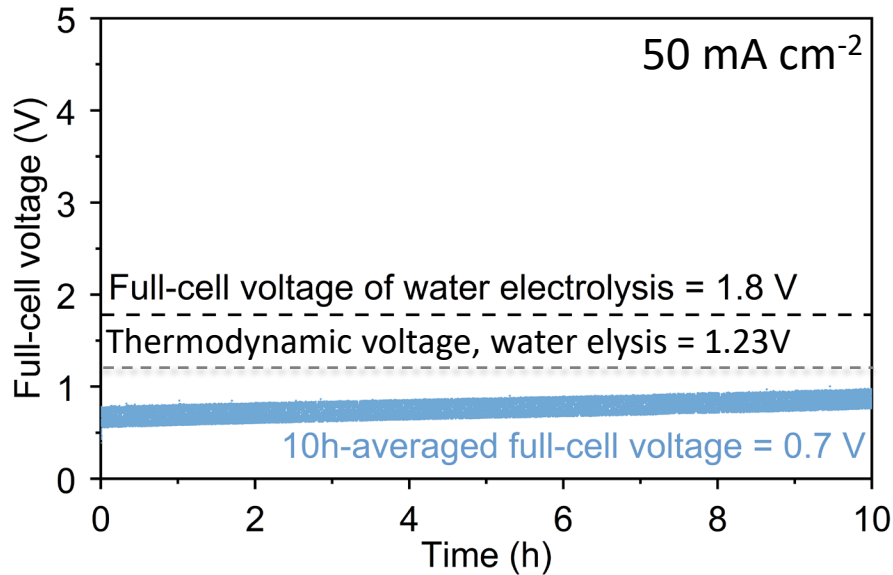 50 mA cm⁻²
Full-cell voltage (V)
5
4
3
2
1
0
Full-cell voltage of water electrolysis = 1.8 V
Thermodynamic voltage, water elysis = 1.23V
10h-averaged full-cell voltage = 0.7 V
0 2 4 6 8 10
Time (h)